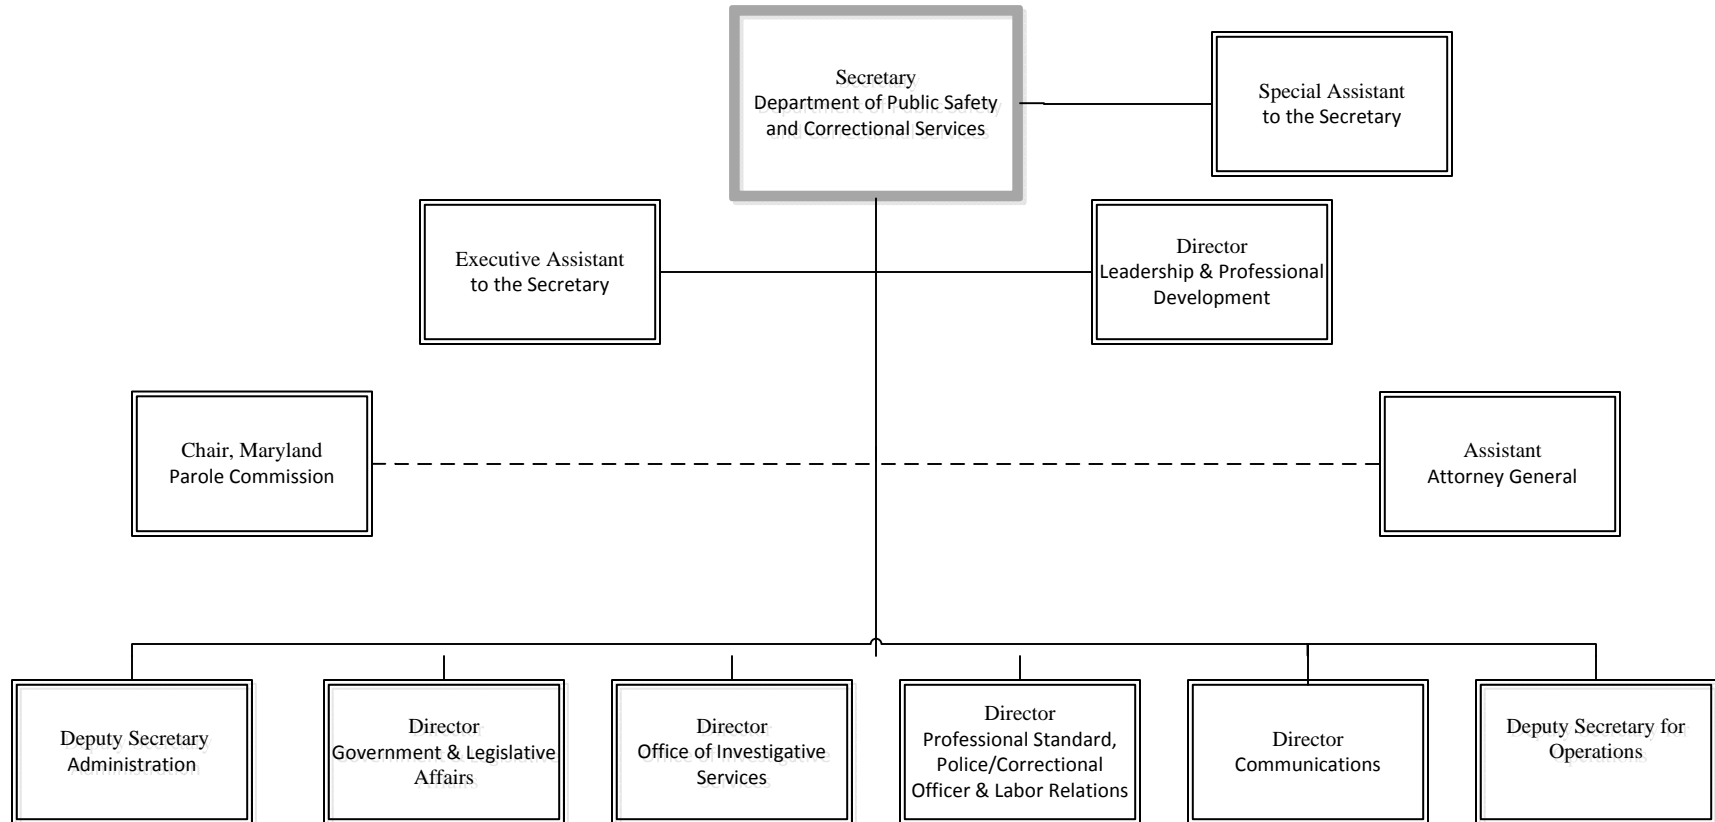 Secretary
Department of Public Safety
and Correctional Services
Special Assistant
to the Secretary
Executive Assistant
to the Secretary
Director
Leadership & Professional
Development
Chair, Maryland
Parole Commission
Assistant
Attorney General
Deputy Secretary
Administration
Director
Government & Legislative
Affairs
Director
Office of Investigative
Services
Director
Professional Standard,
Police/Correctional
Officer & Labor Relations
Director
Communications
Deputy Secretary for
Operations